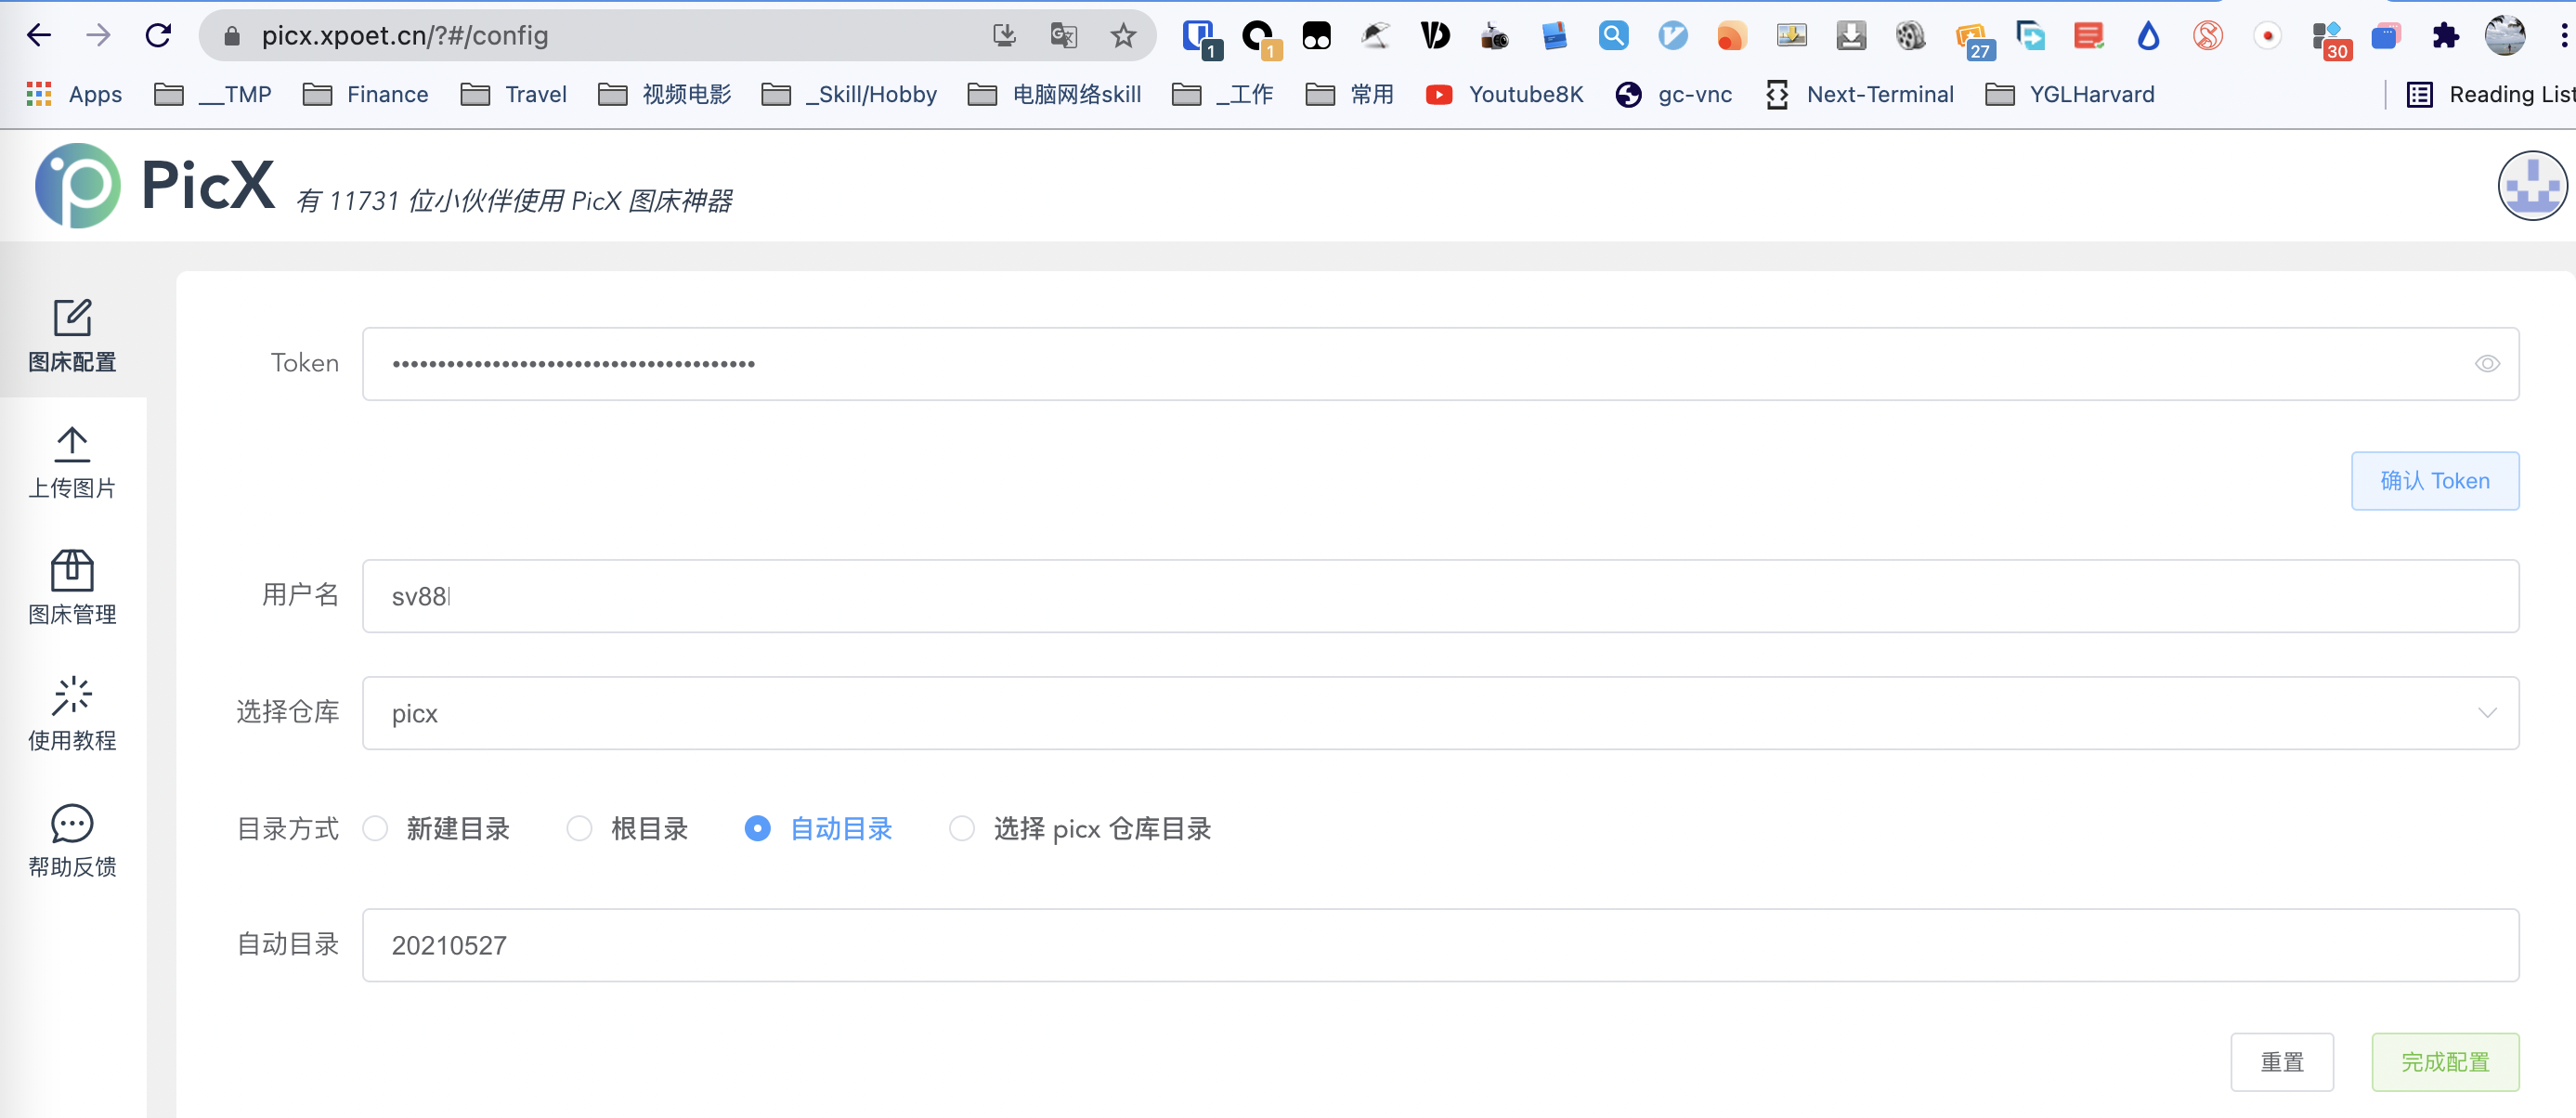 picx.xpoet.cn/?#/config
1
1
27
30
Apps
__TMP
Finance
Travel
视频电影
_Skill/Hobby
电脑网络skill
_工作
常用
Youtube8K
gc-vnc
Next-Terminal
YGLHarvard
Reading List
PicX 有 11731 位小伙伴使用 PicX 图床神器
图床配置
上传图片
图床管理
使用教程
帮助反馈
Token ••••••••••••••••••••••••••••••••••••••••
确认 Token
用户名 sv88
选择仓库 picx
目录方式 新建目录 根目录 自动目录 选择 picx 仓库目录
自动目录 20210527
重置 完成配置